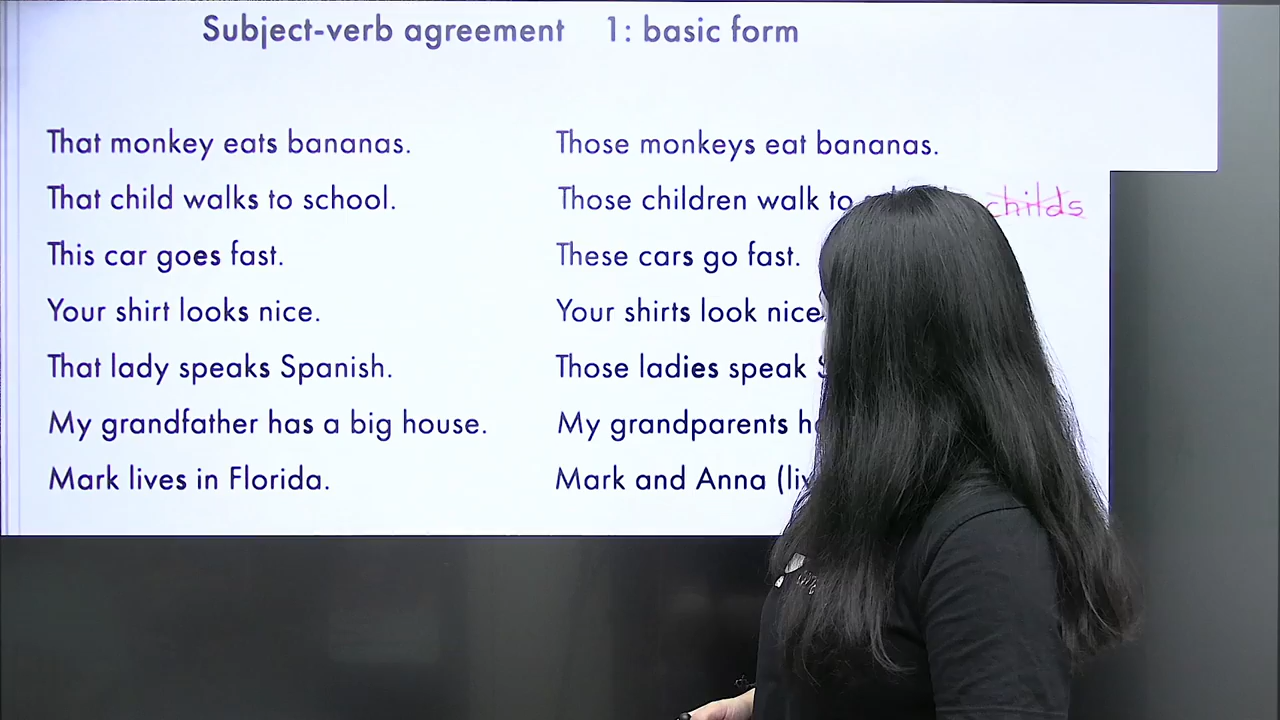 Subject-verb agreement 1: basic form
That monkey eats bananas. Those monkeys eat bananas.
That child walks to school. Those children walk to childs
This car goes fast. These cars go fast.
Your shirt looks nice. Your shirts look nice
That lady speaks Spanish. Those ladies speak
My grandfather has a big house. My grandparents
Mark lives in Florida. Mark and Anna